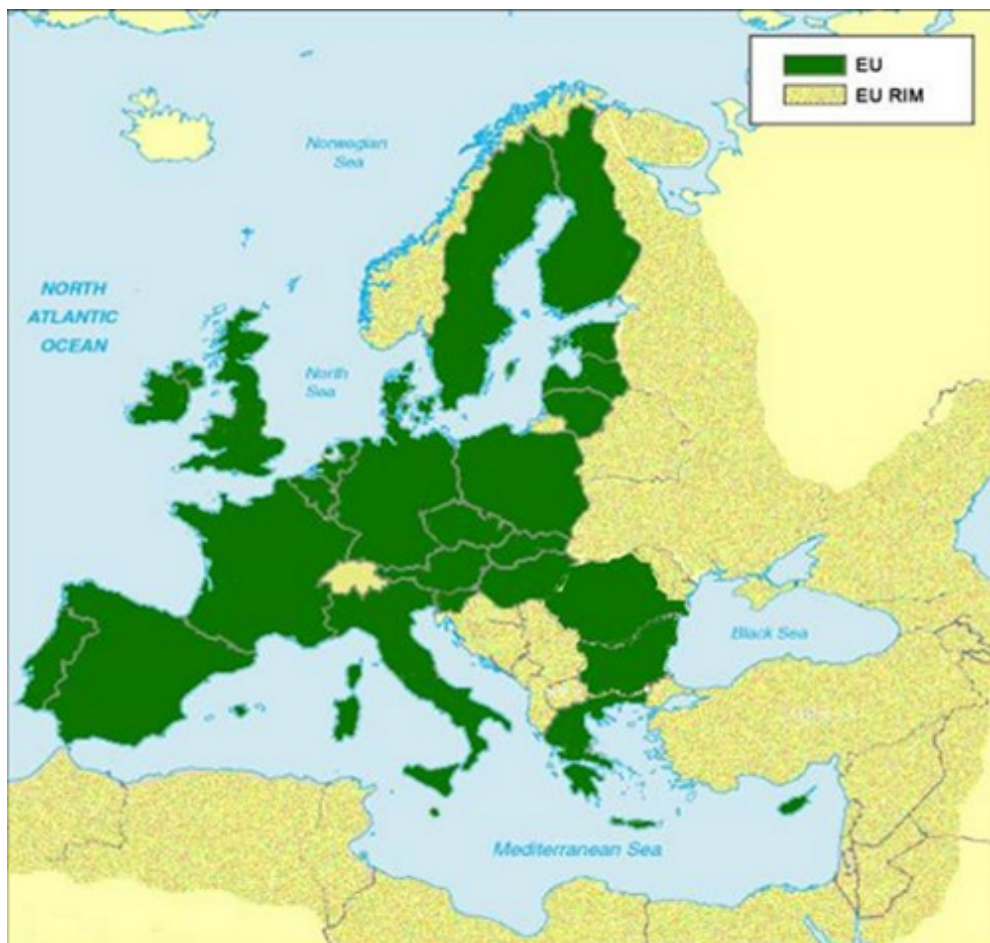 EU
EU RIM
Norwegian
Sea
NORTH
ATLANTIC
OCEAN
North
Sea
Black Sea
Mediterranean Sea